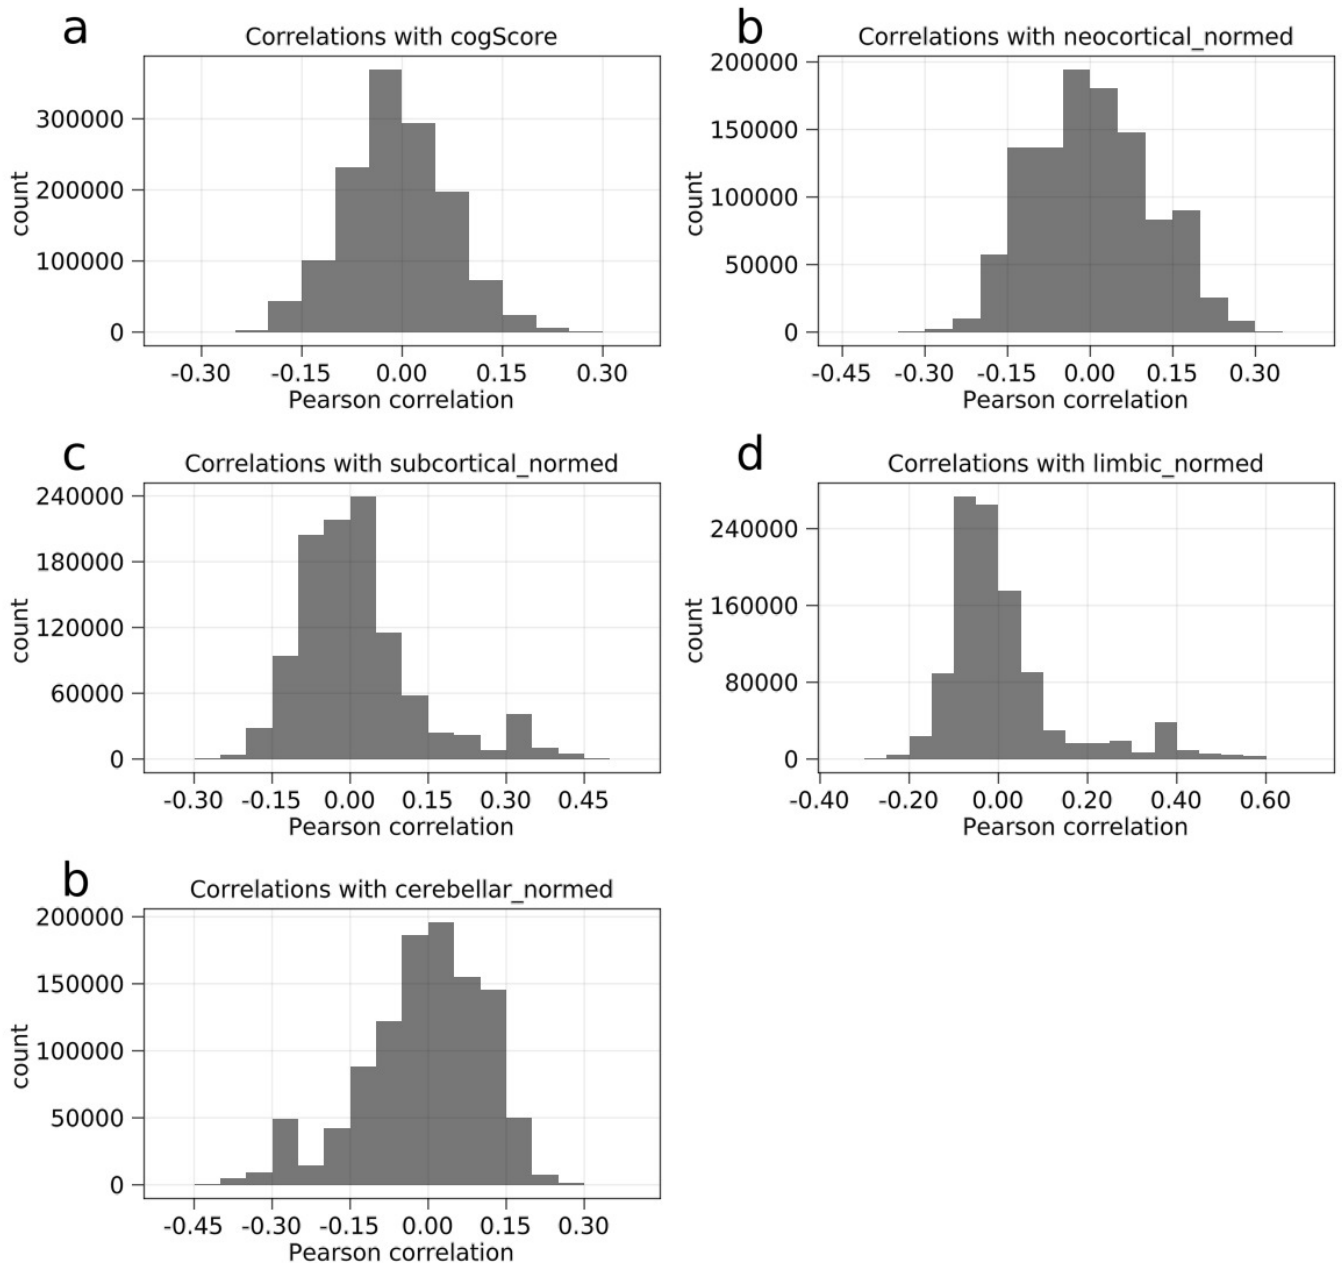 a
Correlations with cogScore
300000
200000
100000
0
count
-0.30 -0.15 0.00 0.15 0.30
Pearson correlation
b
Correlations with neocortical_normed
200000
150000
100000
50000
0
count
-0.45 -0.30 -0.15 0.00 0.15 0.30
Pearson correlation
c
Correlations with subcortical_normed
240000
180000
120000
60000
0
count
-0.30 -0.15 0.00 0.15 0.30 0.45
Pearson correlation
d
Correlations with limbic_normed
240000
160000
80000
0
count
-0.40 -0.20 0.00 0.20 0.40 0.60
Pearson correlation
b
Correlations with cerebellar_normed
200000
150000
100000
50000
0
count
-0.45 -0.30 -0.15 0.00 0.15 0.30
Pearson correlation